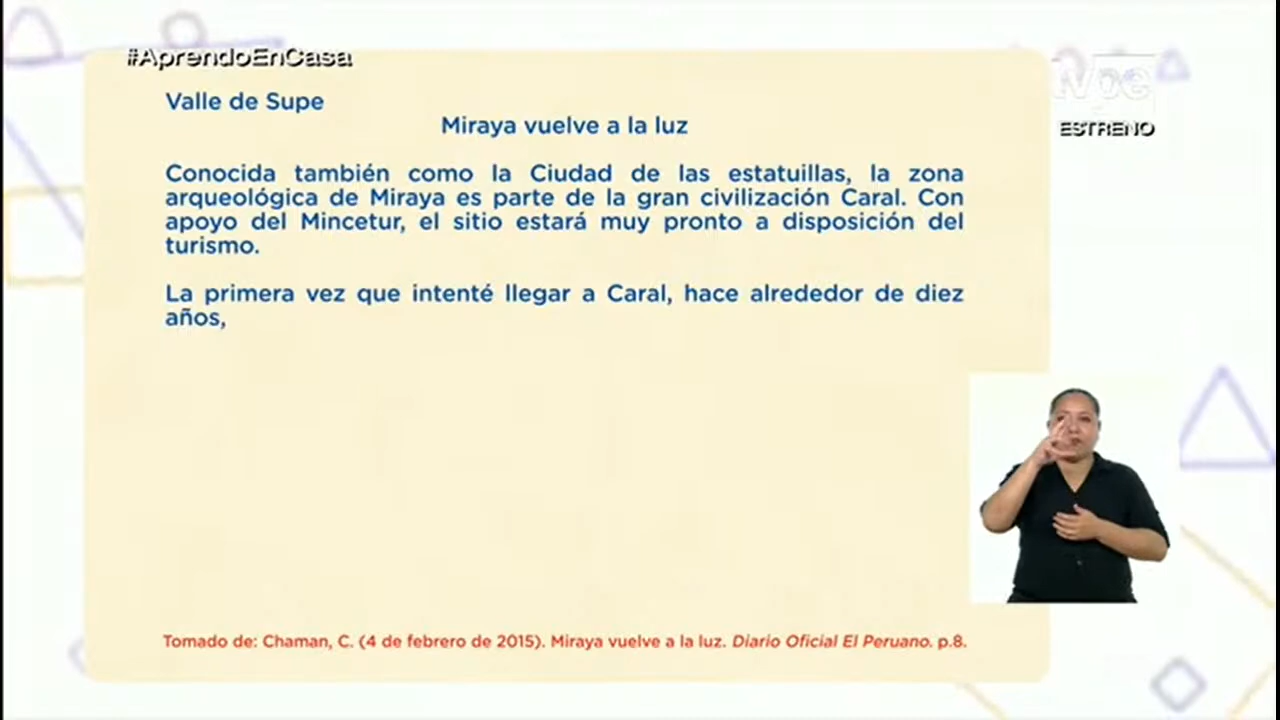 #AprendoEnCasa
tvpe
ESTRENO
Valle de Supe
Miraya vuelve a la luz
Conocida también como la Ciudad de las estatuillas, la zona
arqueológica de Miraya es parte de la gran civilización Caral. Con
apoyo del Mincetur, el sitio estará muy pronto a disposición del
turismo.
La primera vez que intenté llegar a Caral, hace alrededor de diez
años,
Tomado de: Chaman, C. (4 de febrero de 2015). Miraya vuelve a la luz. Diario Oficial El Peruano. p.8.